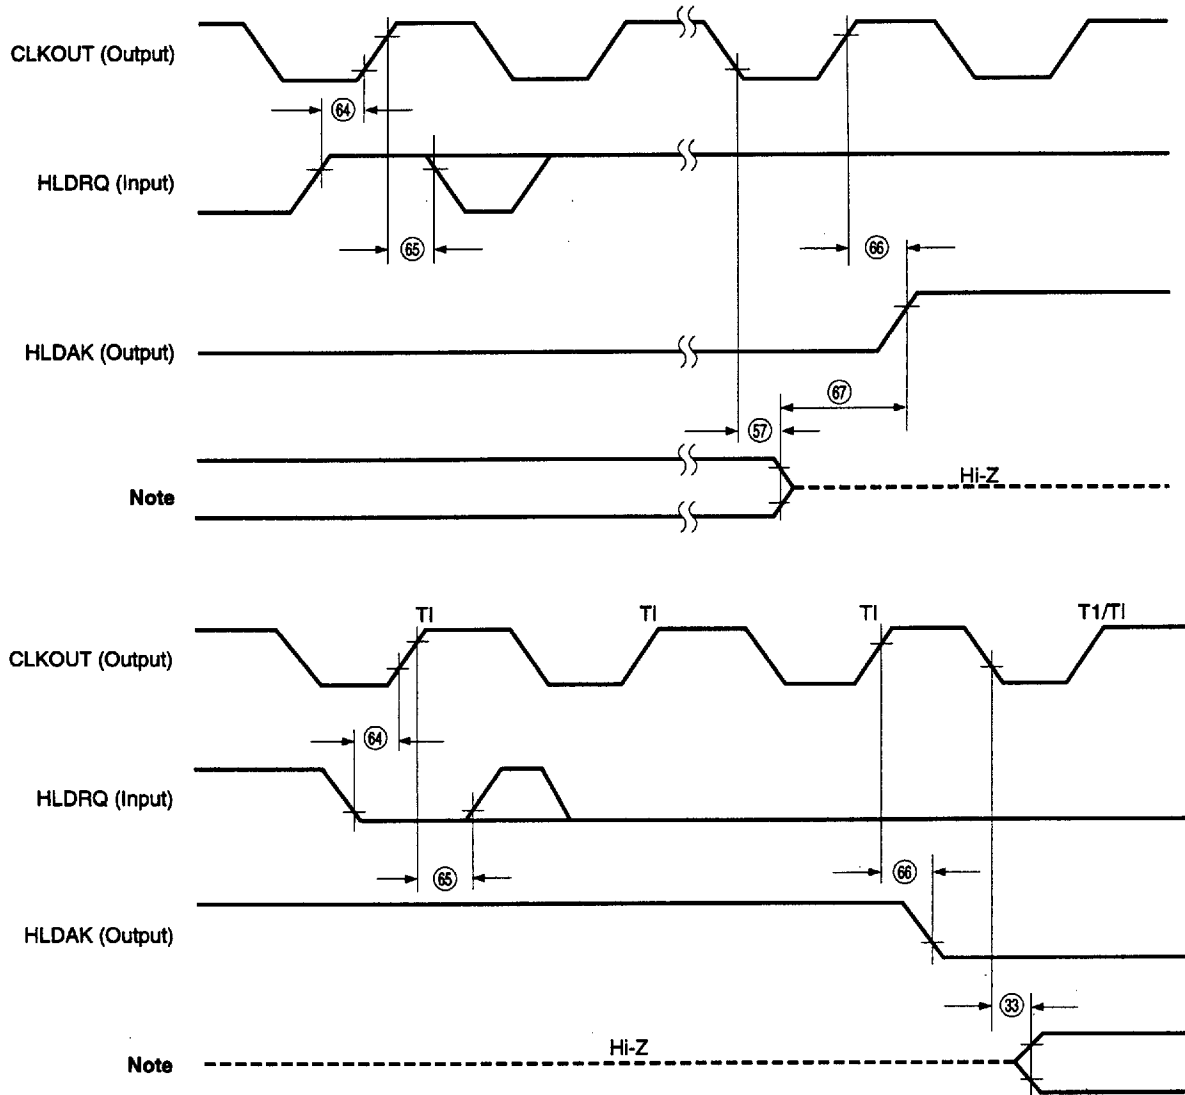 CLKOUT (Output)
64
HLDRQ (Input)
65
66
HLDAK (Output)
67
57
Note
Hi-Z
TI TI TI T1/TI
CLKOUT (Output)
64
HLDRQ (Input)
65
66
HLDAK (Output)
33
Note
Hi-Z